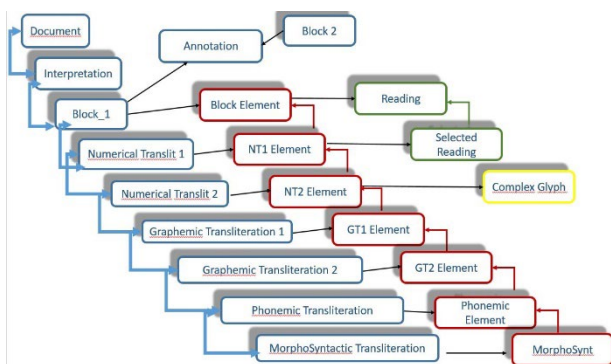 Document
Annotation
Block 2
Interpretation
Block_1
Block Element
Reading
Numerical Translit 1
NT1 Element
Selected
Reading
Numerical Translit 2
NT2 Element
Complex Glyph
Graphemic Transliteration 1
GT1 Element
Graphemic Transliteration 2
GT2 Element
Phonemic Transliteration
Phonemic
Element
MorphoSyntactic Transliteration
MorphoSynt